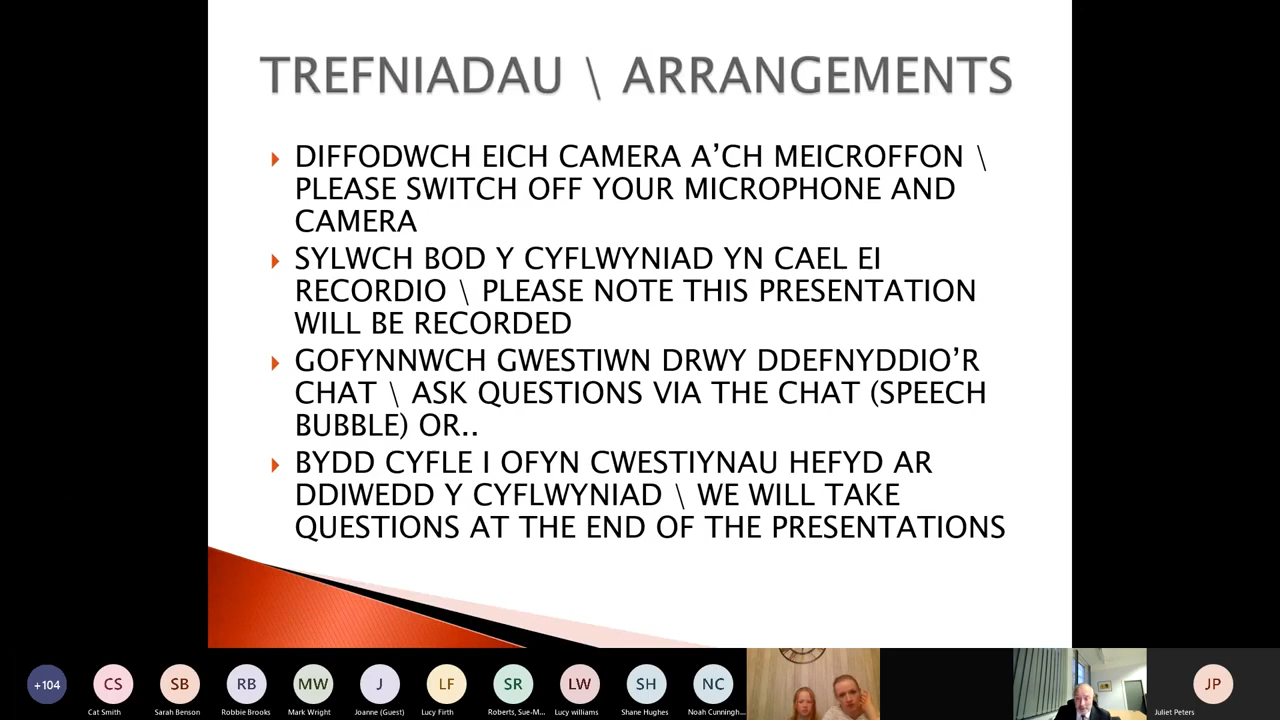 TREFNIADAU \ ARRANGEMENTS
DIFFODWCH EICH CAMERA A'CH MEICROFFON \
PLEASE SWITCH OFF YOUR MICROPHONE AND
CAMERA
SYLWCH BOD Y CYFLWYNIAD YN CAEL EI
RECORDIO \ PLEASE NOTE THIS PRESENTATION
WILL BE RECORDED
GOFYNNWCH GWESTIWN DRWY DDEFNYDDIO'R
CHAT \ ASK QUESTIONS VIA THE CHAT (SPEECH
BUBBLE) OR..
BYDD CYFLE I OFYN CWESTIYNAU HEFYD AR
DDIWEDD Y CYFLWYNIAD \ WE WILL TAKE
QUESTIONS AT THE END OF THE PRESENTATIONS
+104 CS SB RB MW J LF SR LW SH NC JP
Cat Smith Sarah Benson Robbie Brooks Mark Wright Joanne (Guest) Lucy Firth Roberts, Sue-M... Lucy williams Shane Hughes Noah Cunningh... Juliet Peters